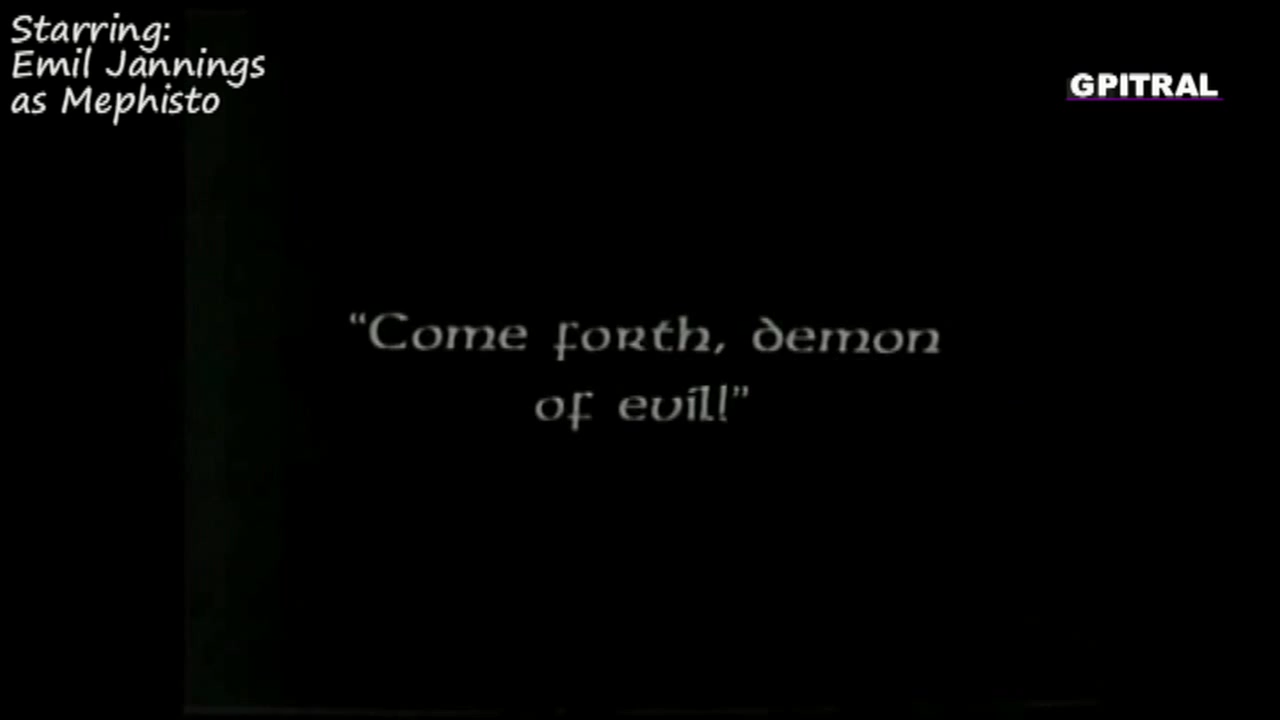 Starring:
Emil Jannings
as Mephisto
GPITRAL
“Come forth, demon
of evil!”